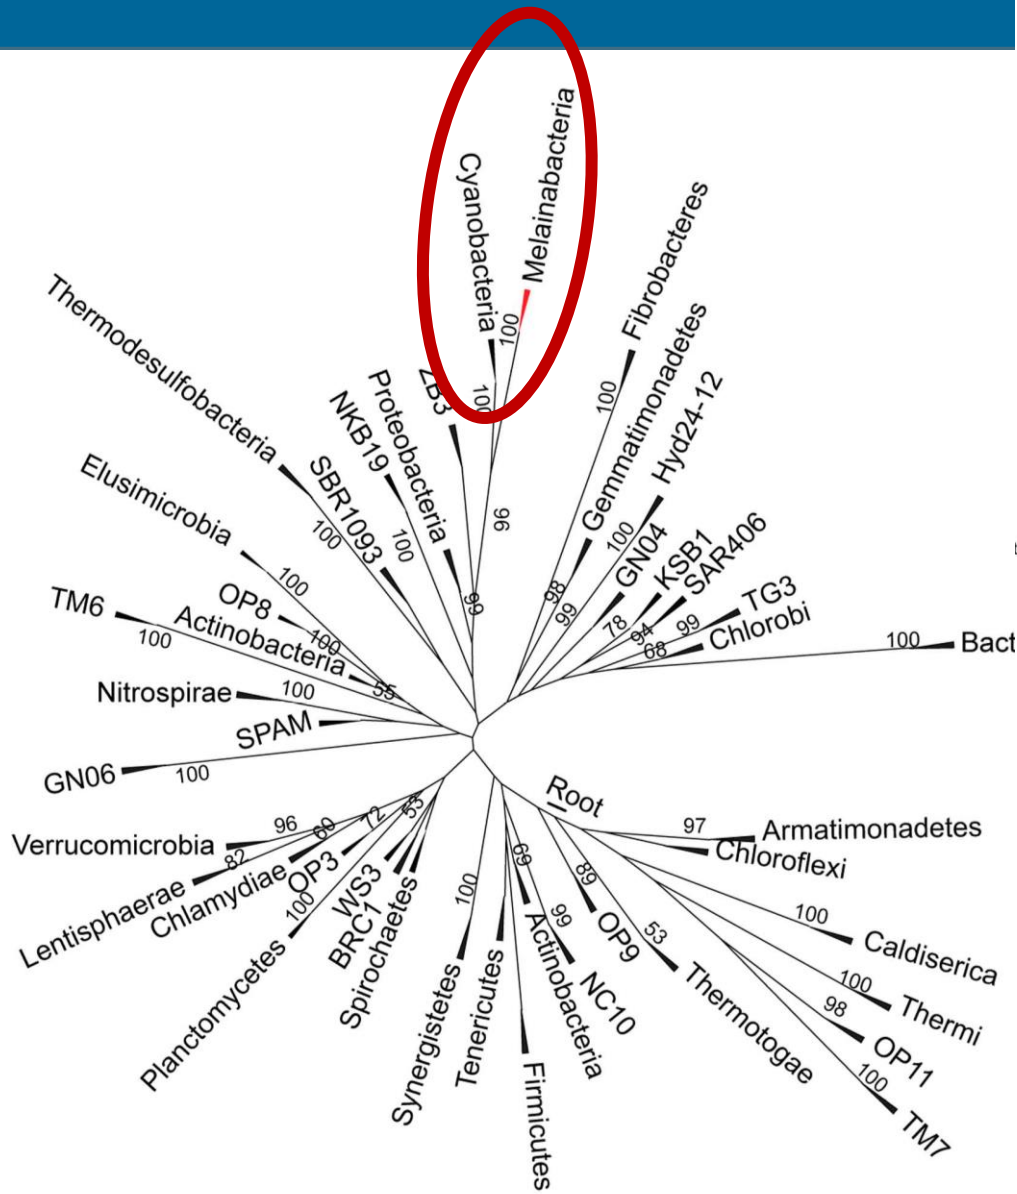 Melainabacteria
Cyanobacteria
100
100
96
Fibrobacteres
100
Gemmatimonadetes
98
Hyd24-12
100
99
GN04
78
KSB1
94
SAR406
TG3
99
Chlorobi
68
Bact
100
Root
Armatimonadetes
97
Chloroflexi
Caldiserica
100
Thermi
100
OP11
98
TM7
100
Thermotogae
53
OP9
89
NC10
99
Actinobacteria
69
Firmicutes
Tenericutes
Synergistetes
100
Spirochaetes
BRC1
WS3
53
Planctomycetes
100
OP3
72
Chlamydiae
60
Lentisphaerae
82
Verrucomicrobia
96
GN06
100
SPAM
Nitrospirae
100
Actinobacteria
55
TM6
100
OP8
100
Elusimicrobia
100
Thermodesulfobacteria
100
SBR1093
NKB19
100
Proteobacteria
99
ZB3